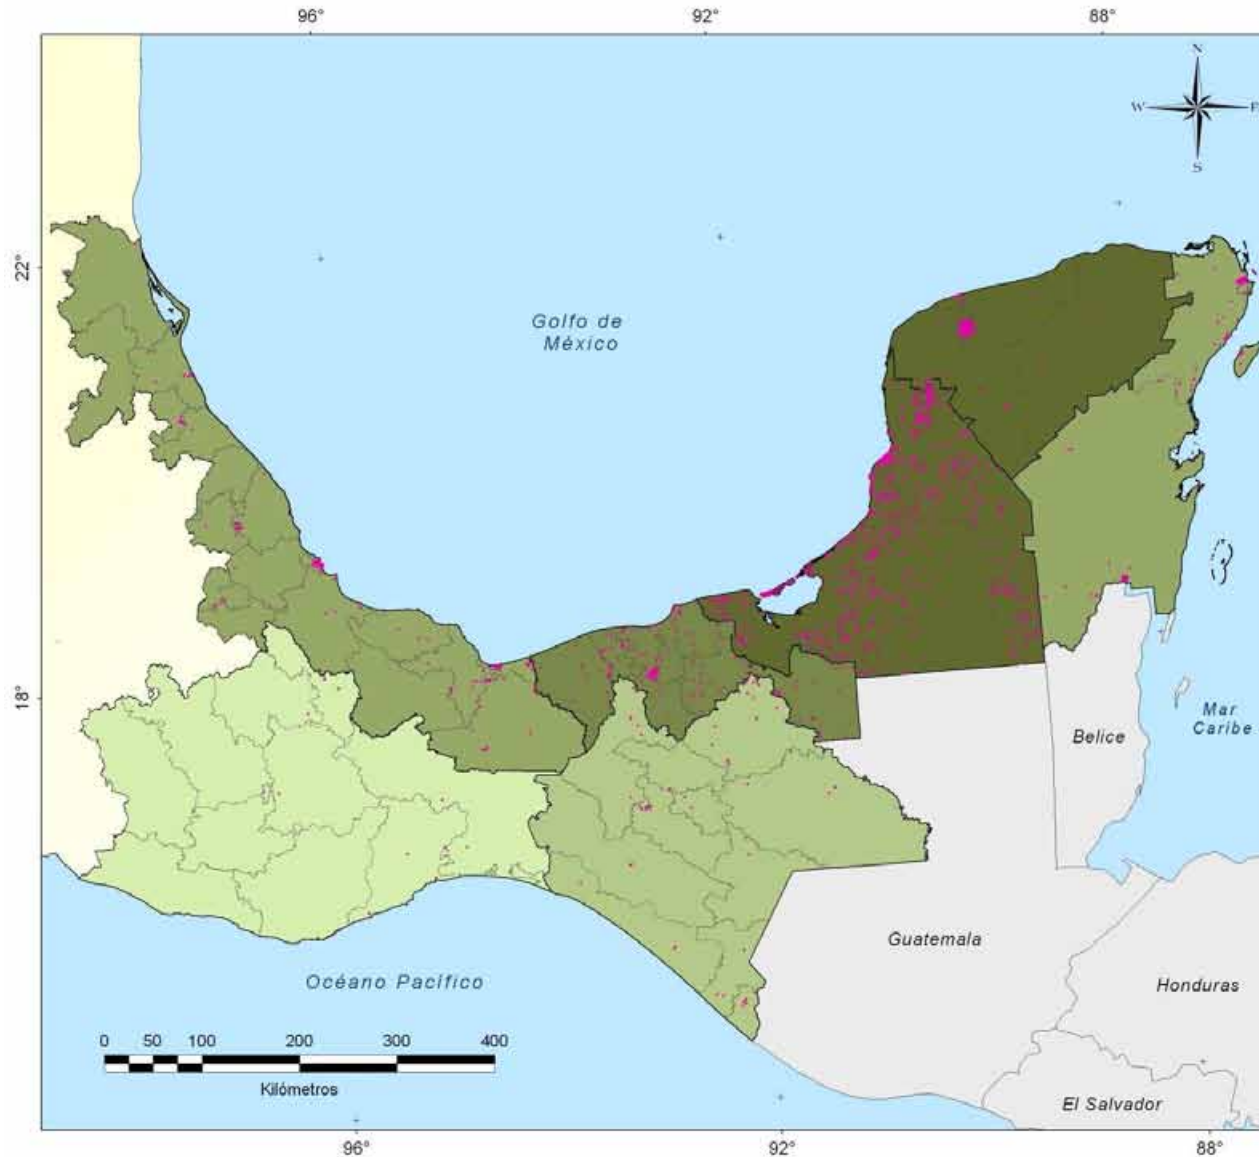 96°
92°
88°
N
W
E
S
22°
Golfo de
México
18°
Mar
Caribe
Belice
Guatemala
Océano Pacífico
Honduras
0 50 100 200 300 400
Kilómetros
El Salvador
96°
92°
88°